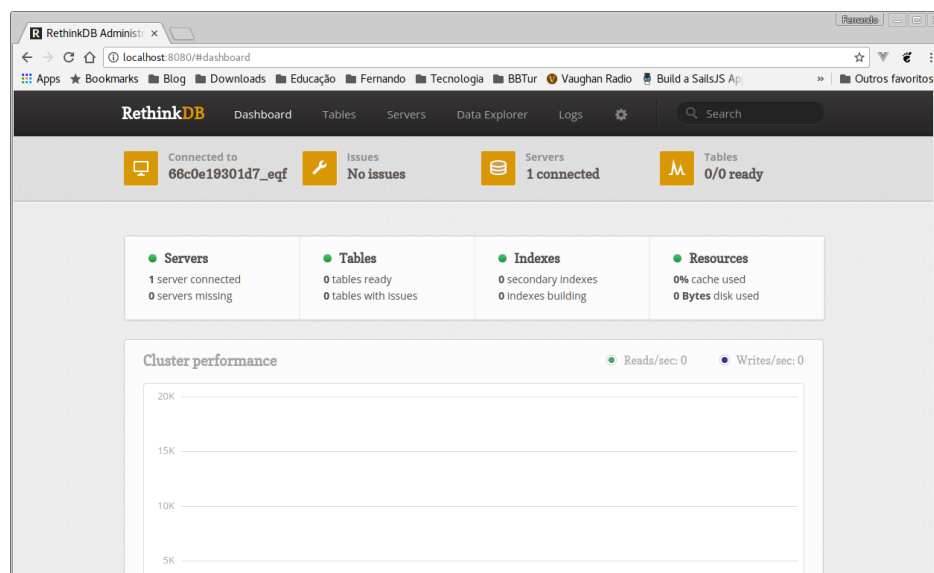 Fernando
RethinkDB Administr
localhost:8080/#dashboard
Apps Bookmarks Blog Downloads Educação Fernando Tecnologia BBTur Vaughan Radio Build a SailsJS Ap » Outros favoritos
RethinkDB Dashboard Tables Servers Data Explorer Logs Search
Connected to Issues Servers Tables
66c0e19301d7_eqf No issues 1 connected 0/0 ready
Servers Tables Indexes Resources
1 server connected 0 tables ready 0 secondary indexes 0% cache used
0 servers missing 0 tables with issues 0 indexes building 0 Bytes disk used
Cluster performance Reads/sec: 0 Writes/sec: 0
20K
15K
10K
5K